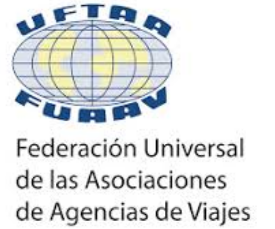 UFTAA
FUAAV
Federación Universal
de las Asociaciones
de Agencias de Viajes